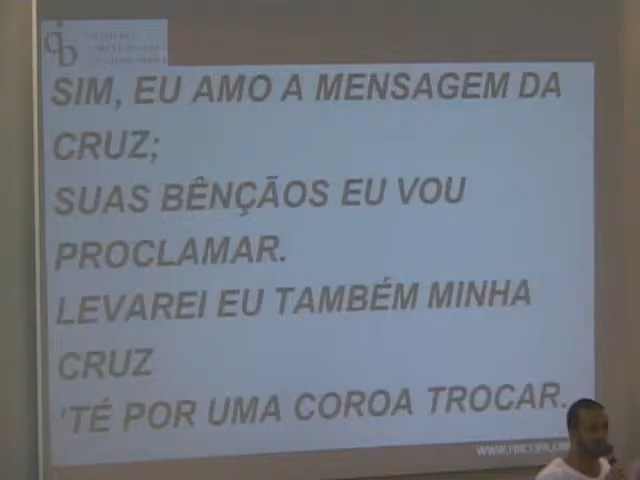 SIM, EU AMO A MENSAGEM DA
CRUZ;
SUAS BÊNÇÃOS EU VOU
PROCLAMAR.
LEVAREI EU TAMBÉM MINHA
CRUZ
'TÉ POR UMA COROA TROCAR.